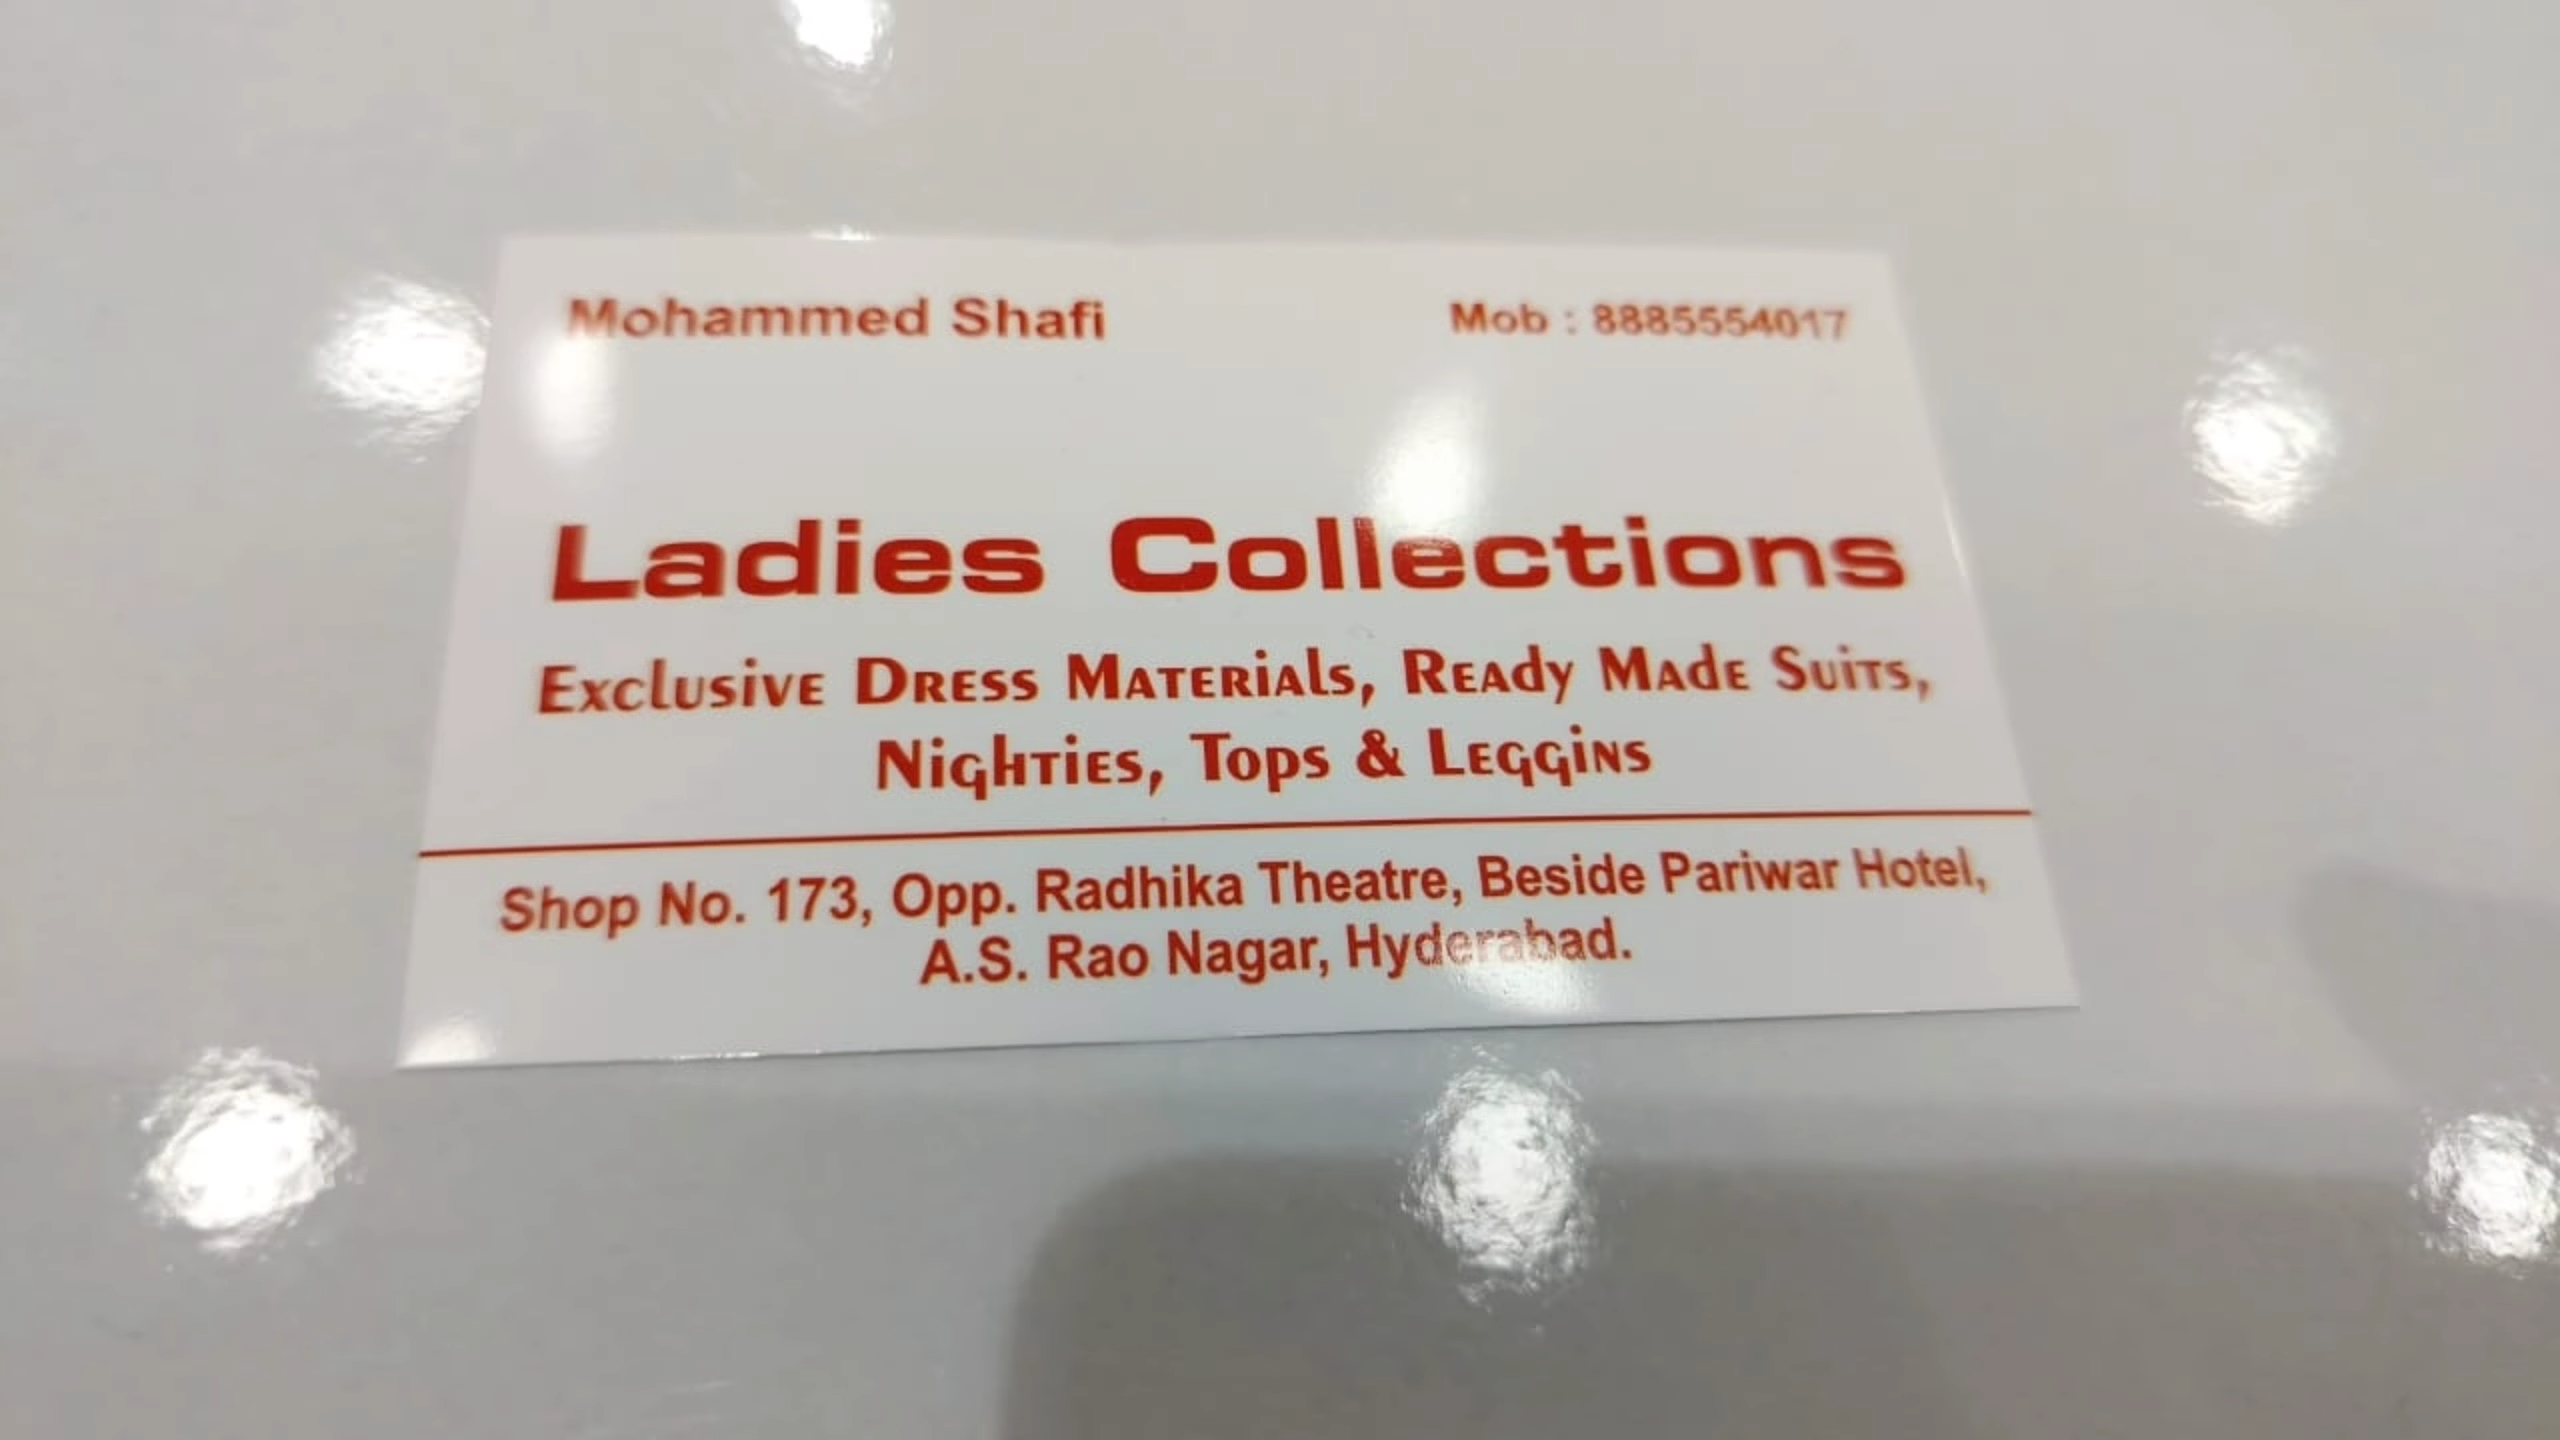 Mohammed Shafi
Mob : 8885554017
Ladies Collections
Exclusive Dress Materials, Ready Made Suits,
Nighties, Tops & Leggins
Shop No. 173, Opp. Radhika Theatre, Beside Pariwar Hotel,
A.S. Rao Nagar, Hyderabad.